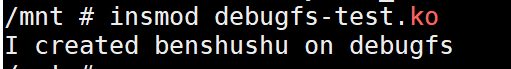 /mnt # insmod debugfs-test.ko
I created benshushu on debugfs